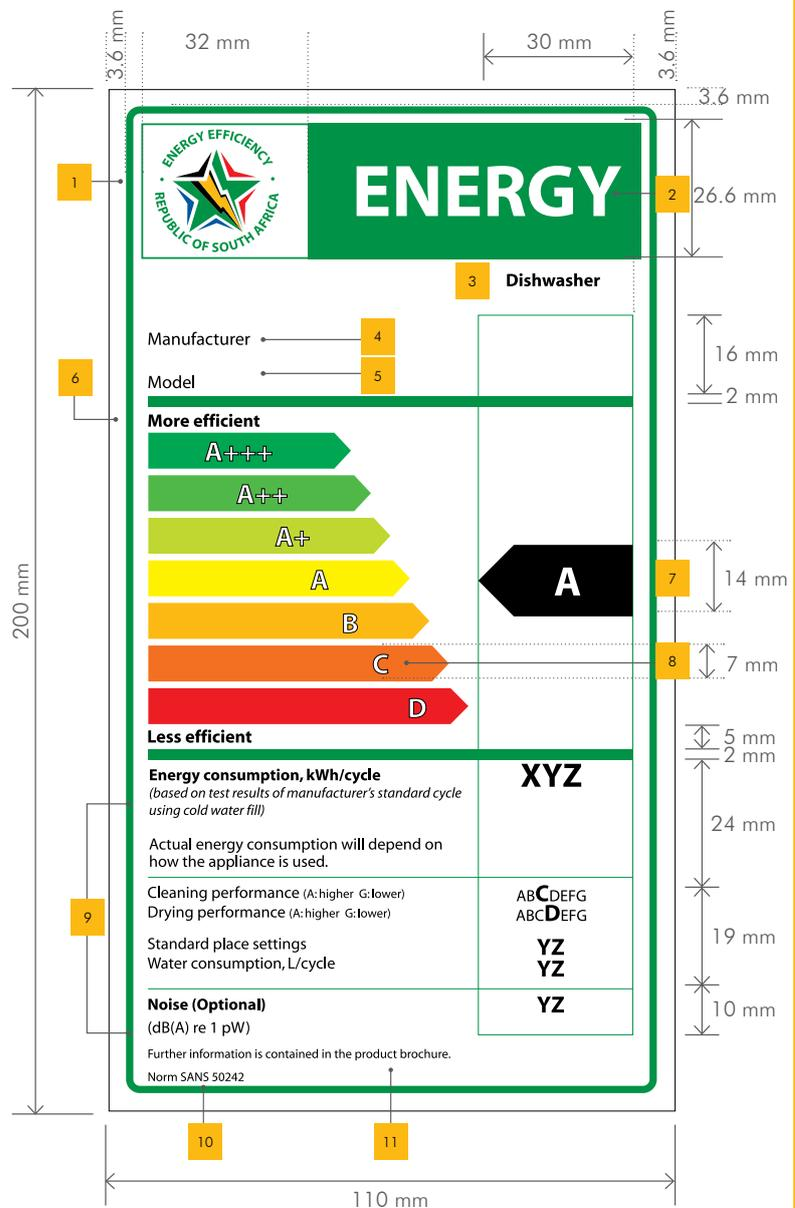 3.6 mm
32 mm
30 mm
3.6 mm
3.6 mm
ENERGY EFFICIENCY
REPUBLIC OF SOUTH AFRICA
ENERGY
1
2
26.6 mm
3
Dishwasher
Manufacturer
4
16 mm
Model
5
6
2 mm
More efficient
A+++
A++
A+
A
A
7
14 mm
B
C
8
7 mm
D
200 mm
Less efficient
5 mm
2 mm
Energy consumption, kWh/cycle
XYZ
(based on test results of manufacturer's standard cycle
using cold water fill)
24 mm
Actual energy consumption will depend on
how the appliance is used.
Cleaning performance (A: higher G: lower)
ABCDEFG
Drying performance (A: higher G: lower)
ABCDEFG
9
19 mm
Standard place settings
YZ
Water consumption, L/cycle
YZ
Noise (Optional)
YZ
10 mm
(dB(A) re 1 pW)
Further information is contained in the product brochure.
Norm SANS 50242
10
11
110 mm